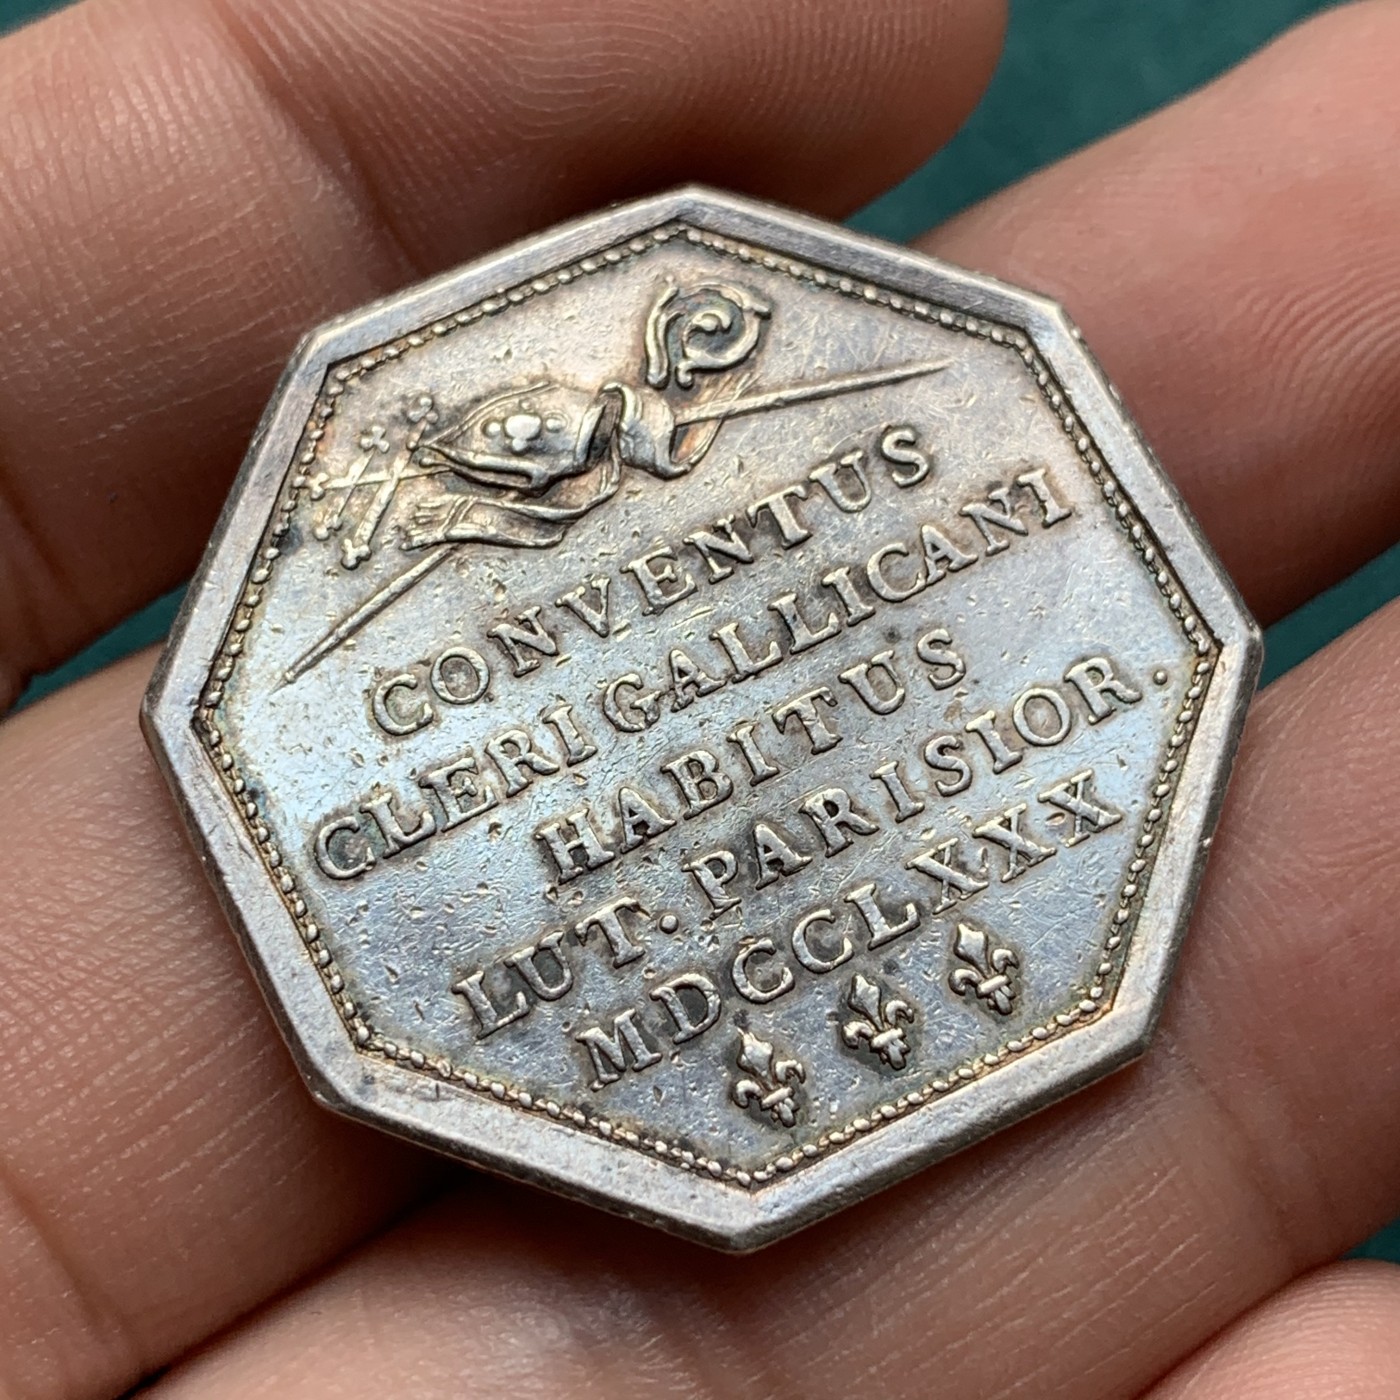 CONVENTUS
CLERI GALLICANI
HABITUS
LUT. PARISIOR.
MDCCLXXX